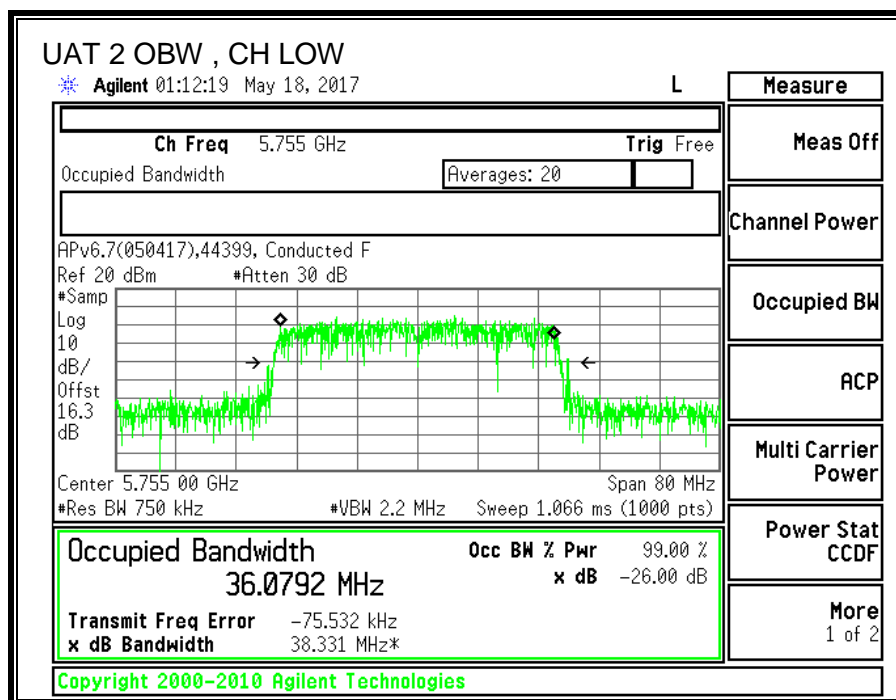 UAT 2 OBW , CH LOW
Agilent 01:12:19 May 18, 2017 L
Measure
Ch Freq 5.755 GHz Trig Free
Meas Off
Occupied Bandwidth Averages: 20
Channel Power
APv6.7(050417),44399, Conducted F
Ref 20 dBm #Atten 30 dB
#Samp
Log
10
dB/
Offst
16.3
dB
Occupied BW
ACP
Multi Carrier
Power
Center 5.755 00 GHz Span 80 MHz
#Res BW 750 kHz #VBW 2.2 MHz Sweep 1.066 ms (1000 pts)
Power Stat
CCDF
Occupied Bandwidth Occ BW % Pwr 99.00 %
36.0792 MHz x dB -26.00 dB
Transmit Freq Error -75.532 kHz
x dB Bandwidth 38.331 MHz*
More
1 of 2
Copyright 2000-2010 Agilent Technologies